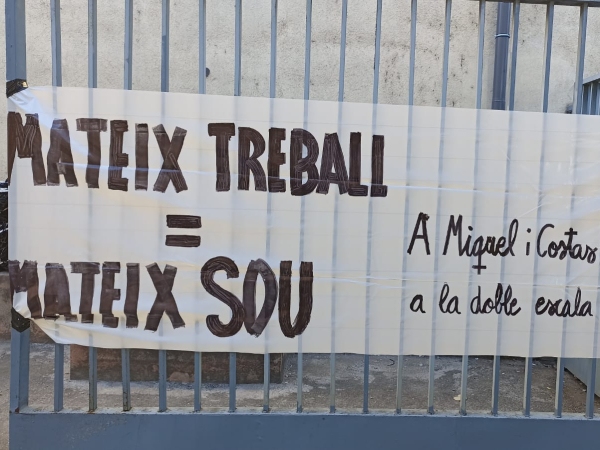 MATEIX TREBALL
=
MATEIX SOU
A Miquel i Costas
a la doble escala